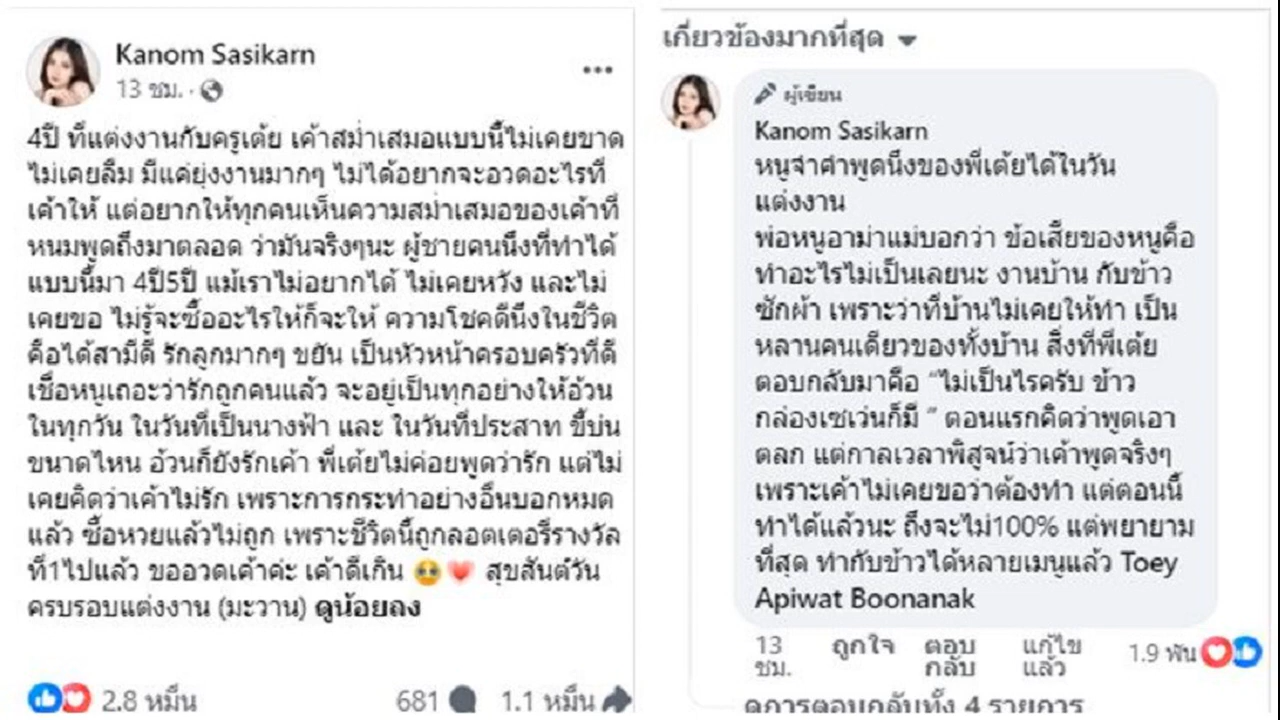 Kanom Sasikarn
13 ชม.
4ปี ที่แต่งงานกับครูเต้ย เค้าสม่ำเสมอแบบนี้ไม่เคยขาด
ไม่เคยลืม มีแค่ยุ่งงานมากๆ ไม่ได้อยากจะอวดอะไรที่
เค้าให้ แต่อยากให้ทุกคนเห็นความสม่ำเสมอของเค้าที่
หนมพูดถึงมาตลอด ว่ามันจริงๆนะ ผู้ชายคนนึงที่ทำได้
แบบนี้มา 4ปี5ปี แม้เราไม่อยากได้ ไม่เคยหวัง และไม่
เคยขอ ไม่รู้จะซื้ออะไรให้ก็จะให้ ความโชคดีนึงในชีวิต
คือได้สามีดี รักลูกมากๆ ขยัน เป็นหัวหน้าครอบครัวที่ดี
เชื่อหนูเถอะว่ารักถูกคนแล้ว จะอยู่เป็นทุกอย่างให้อ้วน
ในทุกวัน ในวันที่เป็นนางฟ้า และ ในวันที่ประสาท ขี้บ่น
ขนาดไหน อ้วนก็ยังรักเค้า พี่เต้ยไม่ค่อยพูดว่ารัก แต่ไม่
เคยคิดว่าเค้าไม่รัก เพราะการกระทำอย่างอื่นบอกหมด
แล้ว ซื้อหวยแล้วไม่ถูก เพราะชีวิตนี้ถูกลอตเตอรี่รางวัล
ที่1ไปแล้ว ขออวดเค้าค่ะ เค้าดีเกิน 🥹❤️ สุขสันต์วัน
ครบรอบแต่งงาน (มะวาน) ดูน้อยลง
2.8 หมื่น 681 1.1 หมื่น
เกี่ยวข้องมากที่สุด
ผู้เขียน
Kanom Sasikarn
หนูจำคำพูดนึงของพี่เต้ยได้ในวัน
แต่งงาน
พ่อหนูอาม่าแม่บอกว่า ข้อเสียของหนูคือ
ทำอะไรไม่เป็นเลยนะ งานบ้าน กับข้าว
ซักผ้า เพราะว่าที่บ้านไม่เคยให้ทำ เป็น
หลานคนเดียวของทั้งบ้าน สิ่งที่พี่เต้ย
ตอบกลับมาคือ “ไม่เป็นไรครับ ข้าว
กล่องเซเว่นก็มี ” ตอนแรกคิดว่าพูดเอา
ตลก แต่กาลเวลาพิสูจน์ว่าเค้าพูดจริงๆ
เพราะเค้าไม่เคยขอว่าต้องทำ แต่ตอนนี้
ทำได้แล้วนะ ถึงจะไม่100% แต่พยายาม
ที่สุด ทำกับข้าวได้หลายเมนูแล้ว Toey
Apiwat Boonanak
13 ชม. ถูกใจ ตอบกลับ แก้ไขแล้ว 1.9 พัน
ดูการตอบกลับทั้ง 4 รายการ